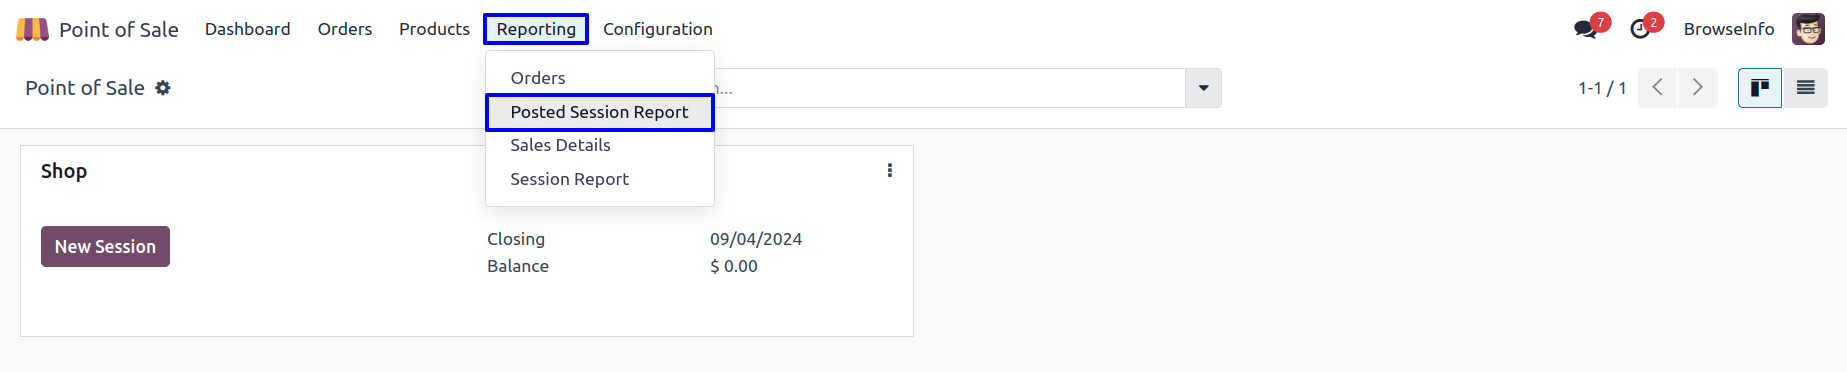 Point of Sale Dashboard Orders Products Reporting Configuration 7 2 BrowseInfo
Point of Sale ... 1-1 / 1
Orders
Posted Session Report
Sales Details
Session Report
Shop
New Session
Closing 09/04/2024
Balance $ 0.00